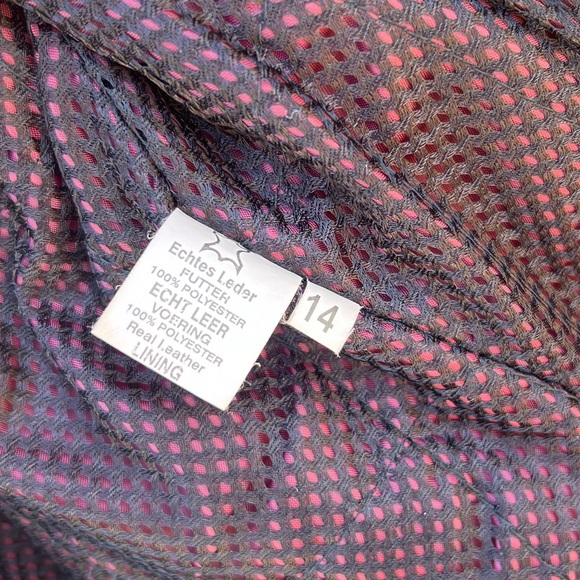 Echtes Leder
FUTTER
100% POLYESTER
ECHT LEER
VOERING
100% POLYESTER
Real Leather
LINING
14